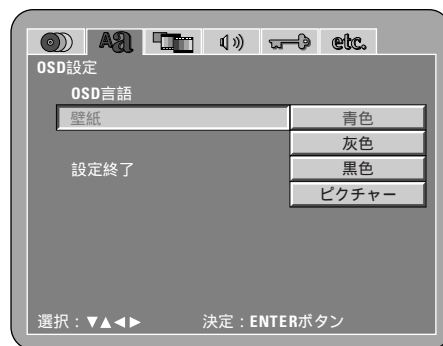 Aa etc.
OSD設定
OSD言語
壁紙 青色
灰色
設定終了 黒色
ピクチャー
選択：▼▲◀▶ 決定：ENTERボタン